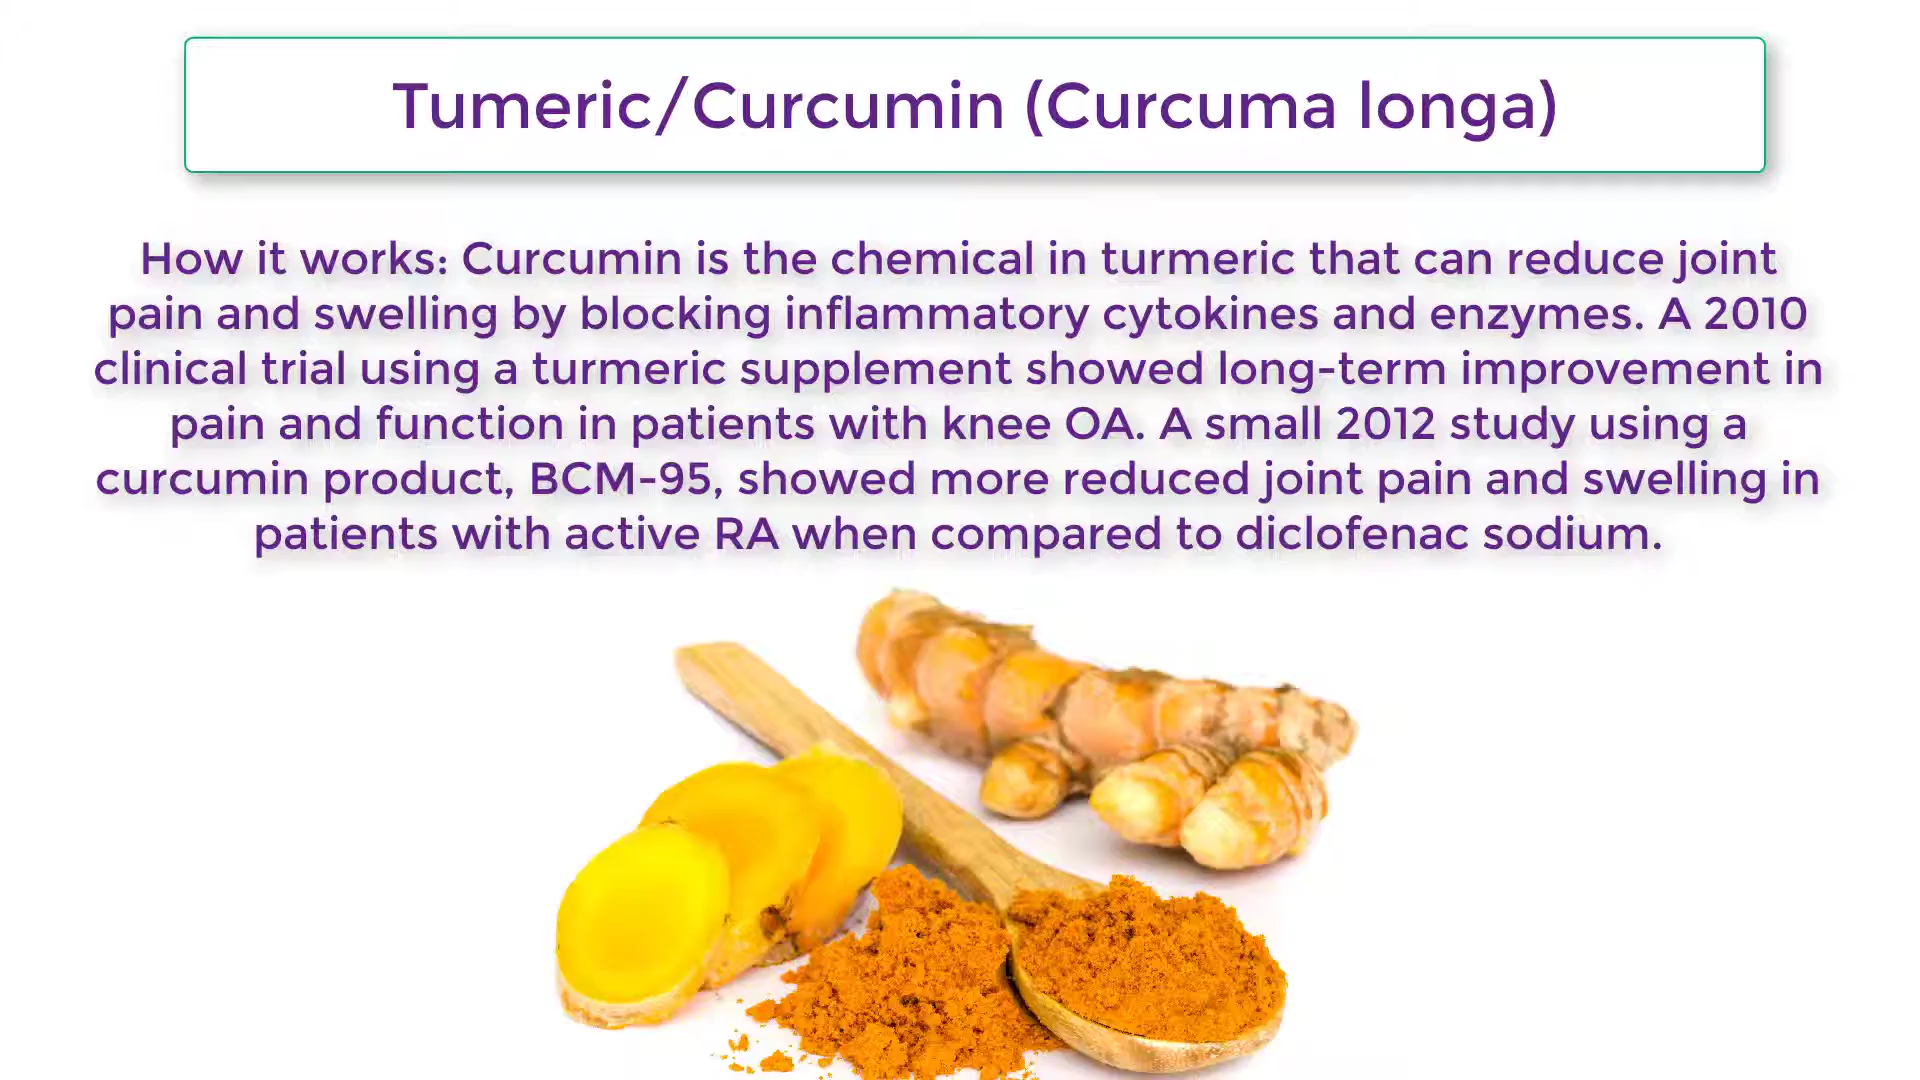 Tumeric/Curcumin (Curcuma longa)
How it works: Curcumin is the chemical in turmeric that can reduce joint
pain and swelling by blocking inflammatory cytokines and enzymes. A 2010
clinical trial using a turmeric supplement showed long-term improvement in
pain and function in patients with knee OA. A small 2012 study using a
curcumin product, BCM-95, showed more reduced joint pain and swelling in
patients with active RA when compared to diclofenac sodium.